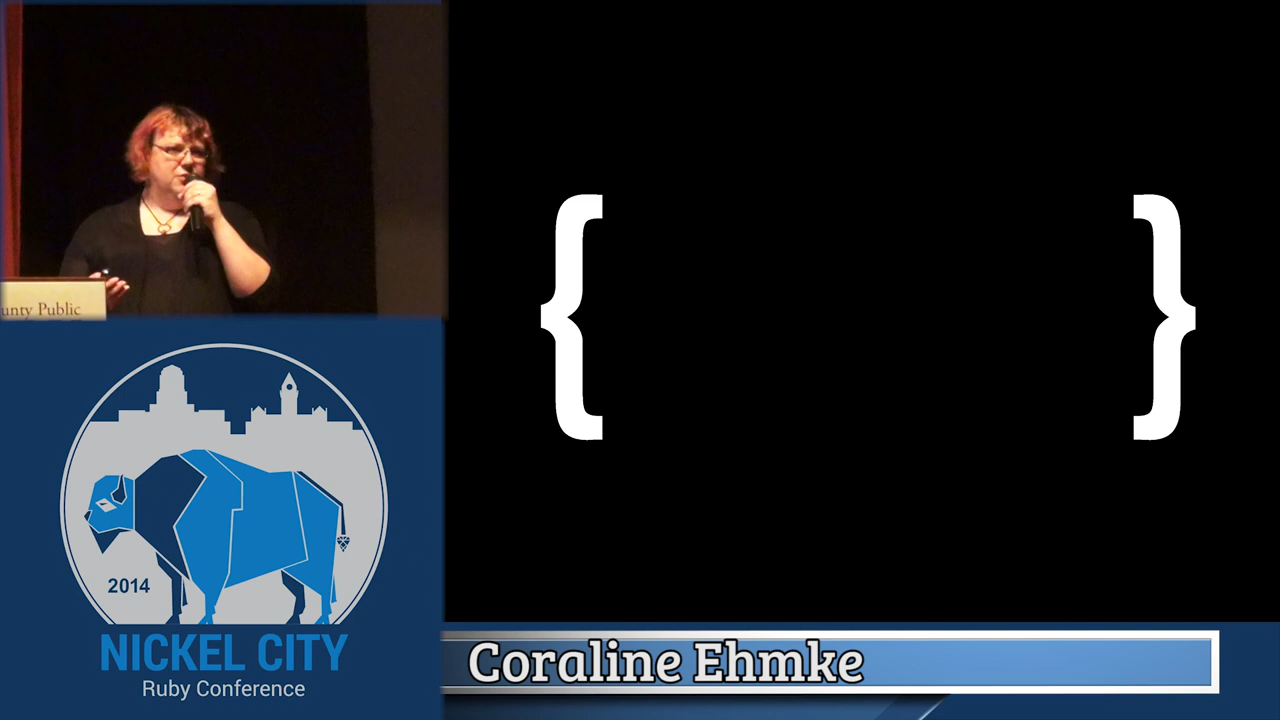 { }
unty Public
2014
NICKEL CITY
Ruby Conference
Coraline Ehmke